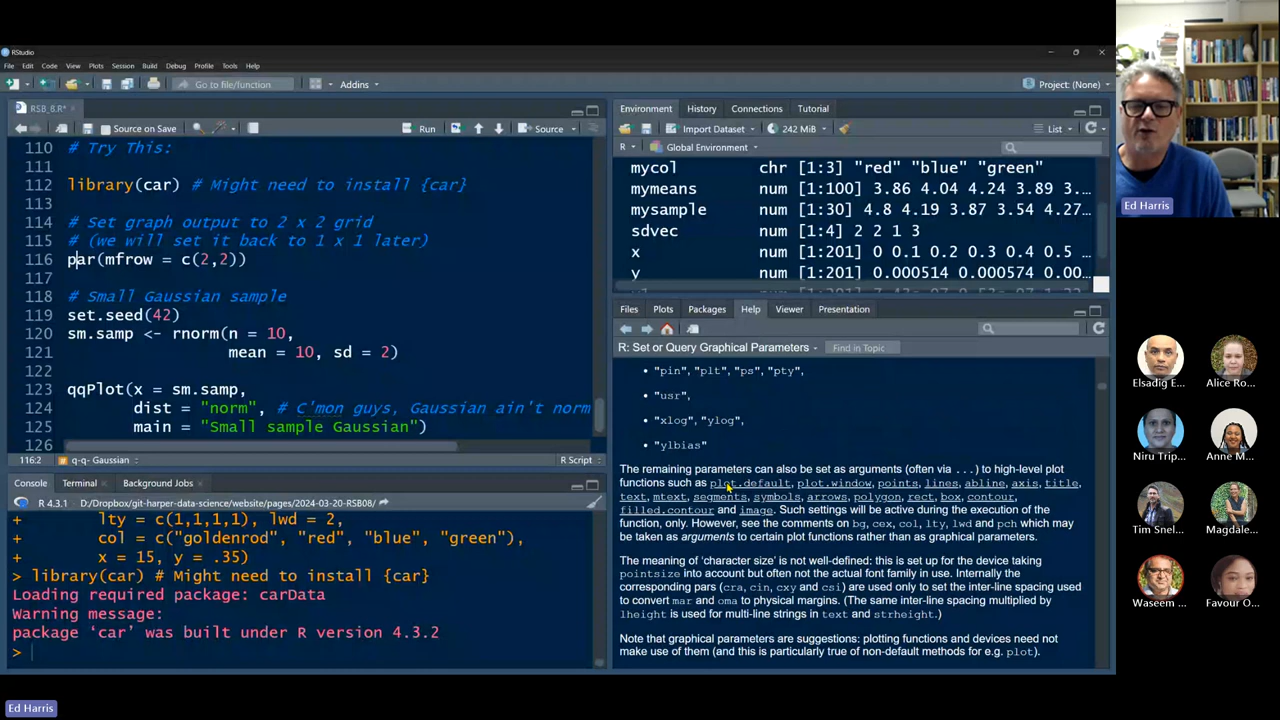 RStudio
File Edit Code View Plots Session Build Debug Profile Tools Help
Go to file/function
Addins
Project: (None)
RSB_8.R*
Source on Save
Run
Source
110 # Try This:
111
112 library(car) # Might need to install {car}
113
114 # Set graph output to 2 x 2 grid
115 # (we will set it back to 1 x 1 later)
116 par(mfrow = c(2,2))
117
118 # Small Gaussian sample
119 set.seed(42)
120 sm.samp <- rnorm(n = 10,
121 mean = 10, sd = 2)
122
123 qqPlot(x = sm.samp,
124 dist = "norm", # C'mon guys, Gaussian ain't norm
125 main = "Small sample Gaussian")
126
116:2
q-q- Gaussian
R Script
Console Terminal Background Jobs
R 4.3.1 · D:/Dropbox/git-harper-data-science/website/pages/2024-03-20-RSB08/
+ lty = c(1,1,1,1), lwd = 2,
+ col = c("goldenrod", "red", "blue", "green"),
+ x = 15, y = .35)
> library(car) # Might need to install {car}
Loading required package: carData
Warning message:
package ‘car’ was built under R version 4.3.2
>
Environment History Connections Tutorial
Import Dataset
242 MiB
List
R
Global Environment
mycol chr [1:3] "red" "blue" "green"
mymeans num [1:100] 3.86 4.04 4.24 3.89 3.…
mysample num [1:30] 4.8 4.19 3.87 3.54 4.27…
sdvec num [1:4] 2 2 1 3
x num [1:201] 0 0.1 0.2 0.3 0.4 0.5 …
y num [1:201] 0.000514 0.000574 0.00…
Files Plots Packages Help Viewer Presentation
R: Set or Query Graphical Parameters
Find in Topic
• "pin", "plt", "ps", "pty",
• "usr",
• "xlog", "ylog",
• "ylbias"
The remaining parameters can also be set as arguments (often via ...) to high-level plot
functions such as plot.default, plot.window, points, lines, abline, axis, title,
text, mtext, segments, symbols, arrows, polygon, rect, box, contour,
filled.contour and image. Such settings will be active during the execution of the
function, only. However, see the comments on bg, cex, col, lty, lwd and pch which may
be taken as arguments to certain plot functions rather than as graphical parameters.
The meaning of ‘character size’ is not well-defined: this is set up for the device taking
pointsize into account but often not the actual font family in use. Internally the
corresponding pars (cra, cin, cxy and csi) are used only to set the inter-line spacing used
to convert mar and oma to physical margins. (The same inter-line spacing multiplied by
lheight is used for multi-line strings in text and strheight.)
Note that graphical parameters are suggestions: plotting functions and devices need not
make use of them (and this is particularly true of non-default methods for e.g. plot).
Ed Harris
Elsadig E...
Alice Ro...
Niru Trip...
Anne M...
Tim Snel...
Magdale...
Waseem ...
Favour O...
Ed Harris